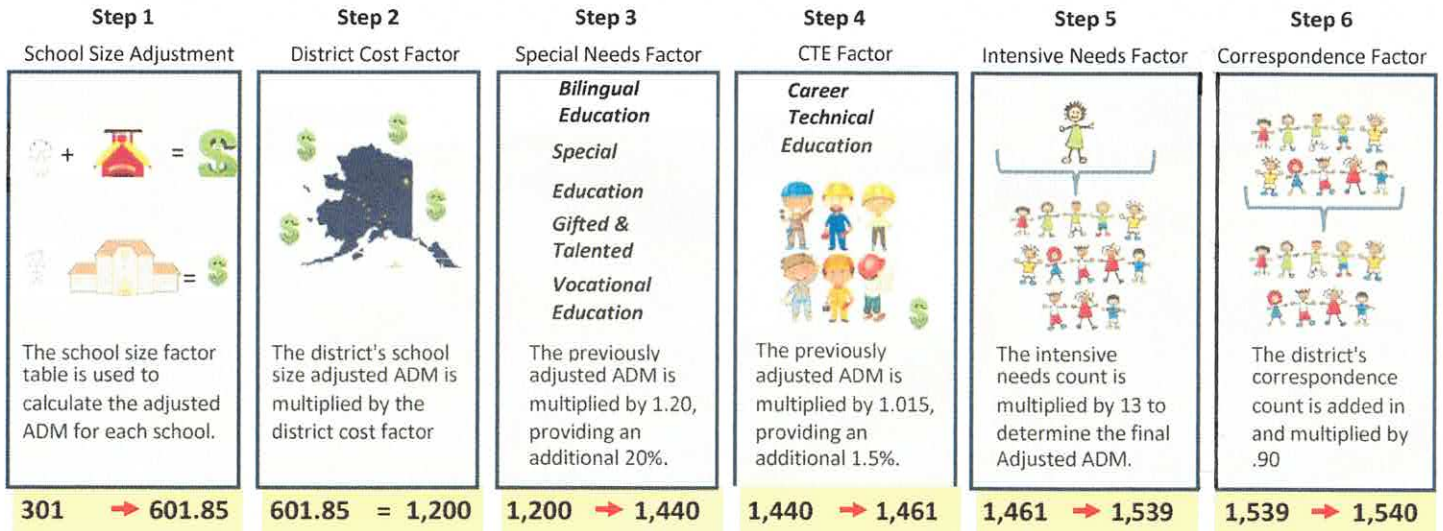 Step 1
School Size Adjustment
+
=
=
The school size factor
table is used to
calculate the adjusted
ADM for each school.
301 → 601.85
Step 2
District Cost Factor
The district's school
size adjusted ADM is
multiplied by the
district cost factor
601.85 = 1,200
Step 3
Special Needs Factor
Bilingual
Education
Special
Education
Gifted &
Talented
Vocational
Education
The previously
adjusted ADM is
multiplied by 1.20,
providing an
additional 20%.
1,200 → 1,440
Step 4
CTE Factor
Career
Technical
Education
The previously
adjusted ADM is
multiplied by 1.015,
providing an
additional 1.5%.
1,440 → 1,461
Step 5
Intensive Needs Factor
The intensive
needs count is
multiplied by 13 to
determine the final
Adjusted ADM.
1,461 → 1,539
Step 6
Correspondence Factor
The district's
correspondence
count is added in
and multiplied by
.90
1,539 → 1,540